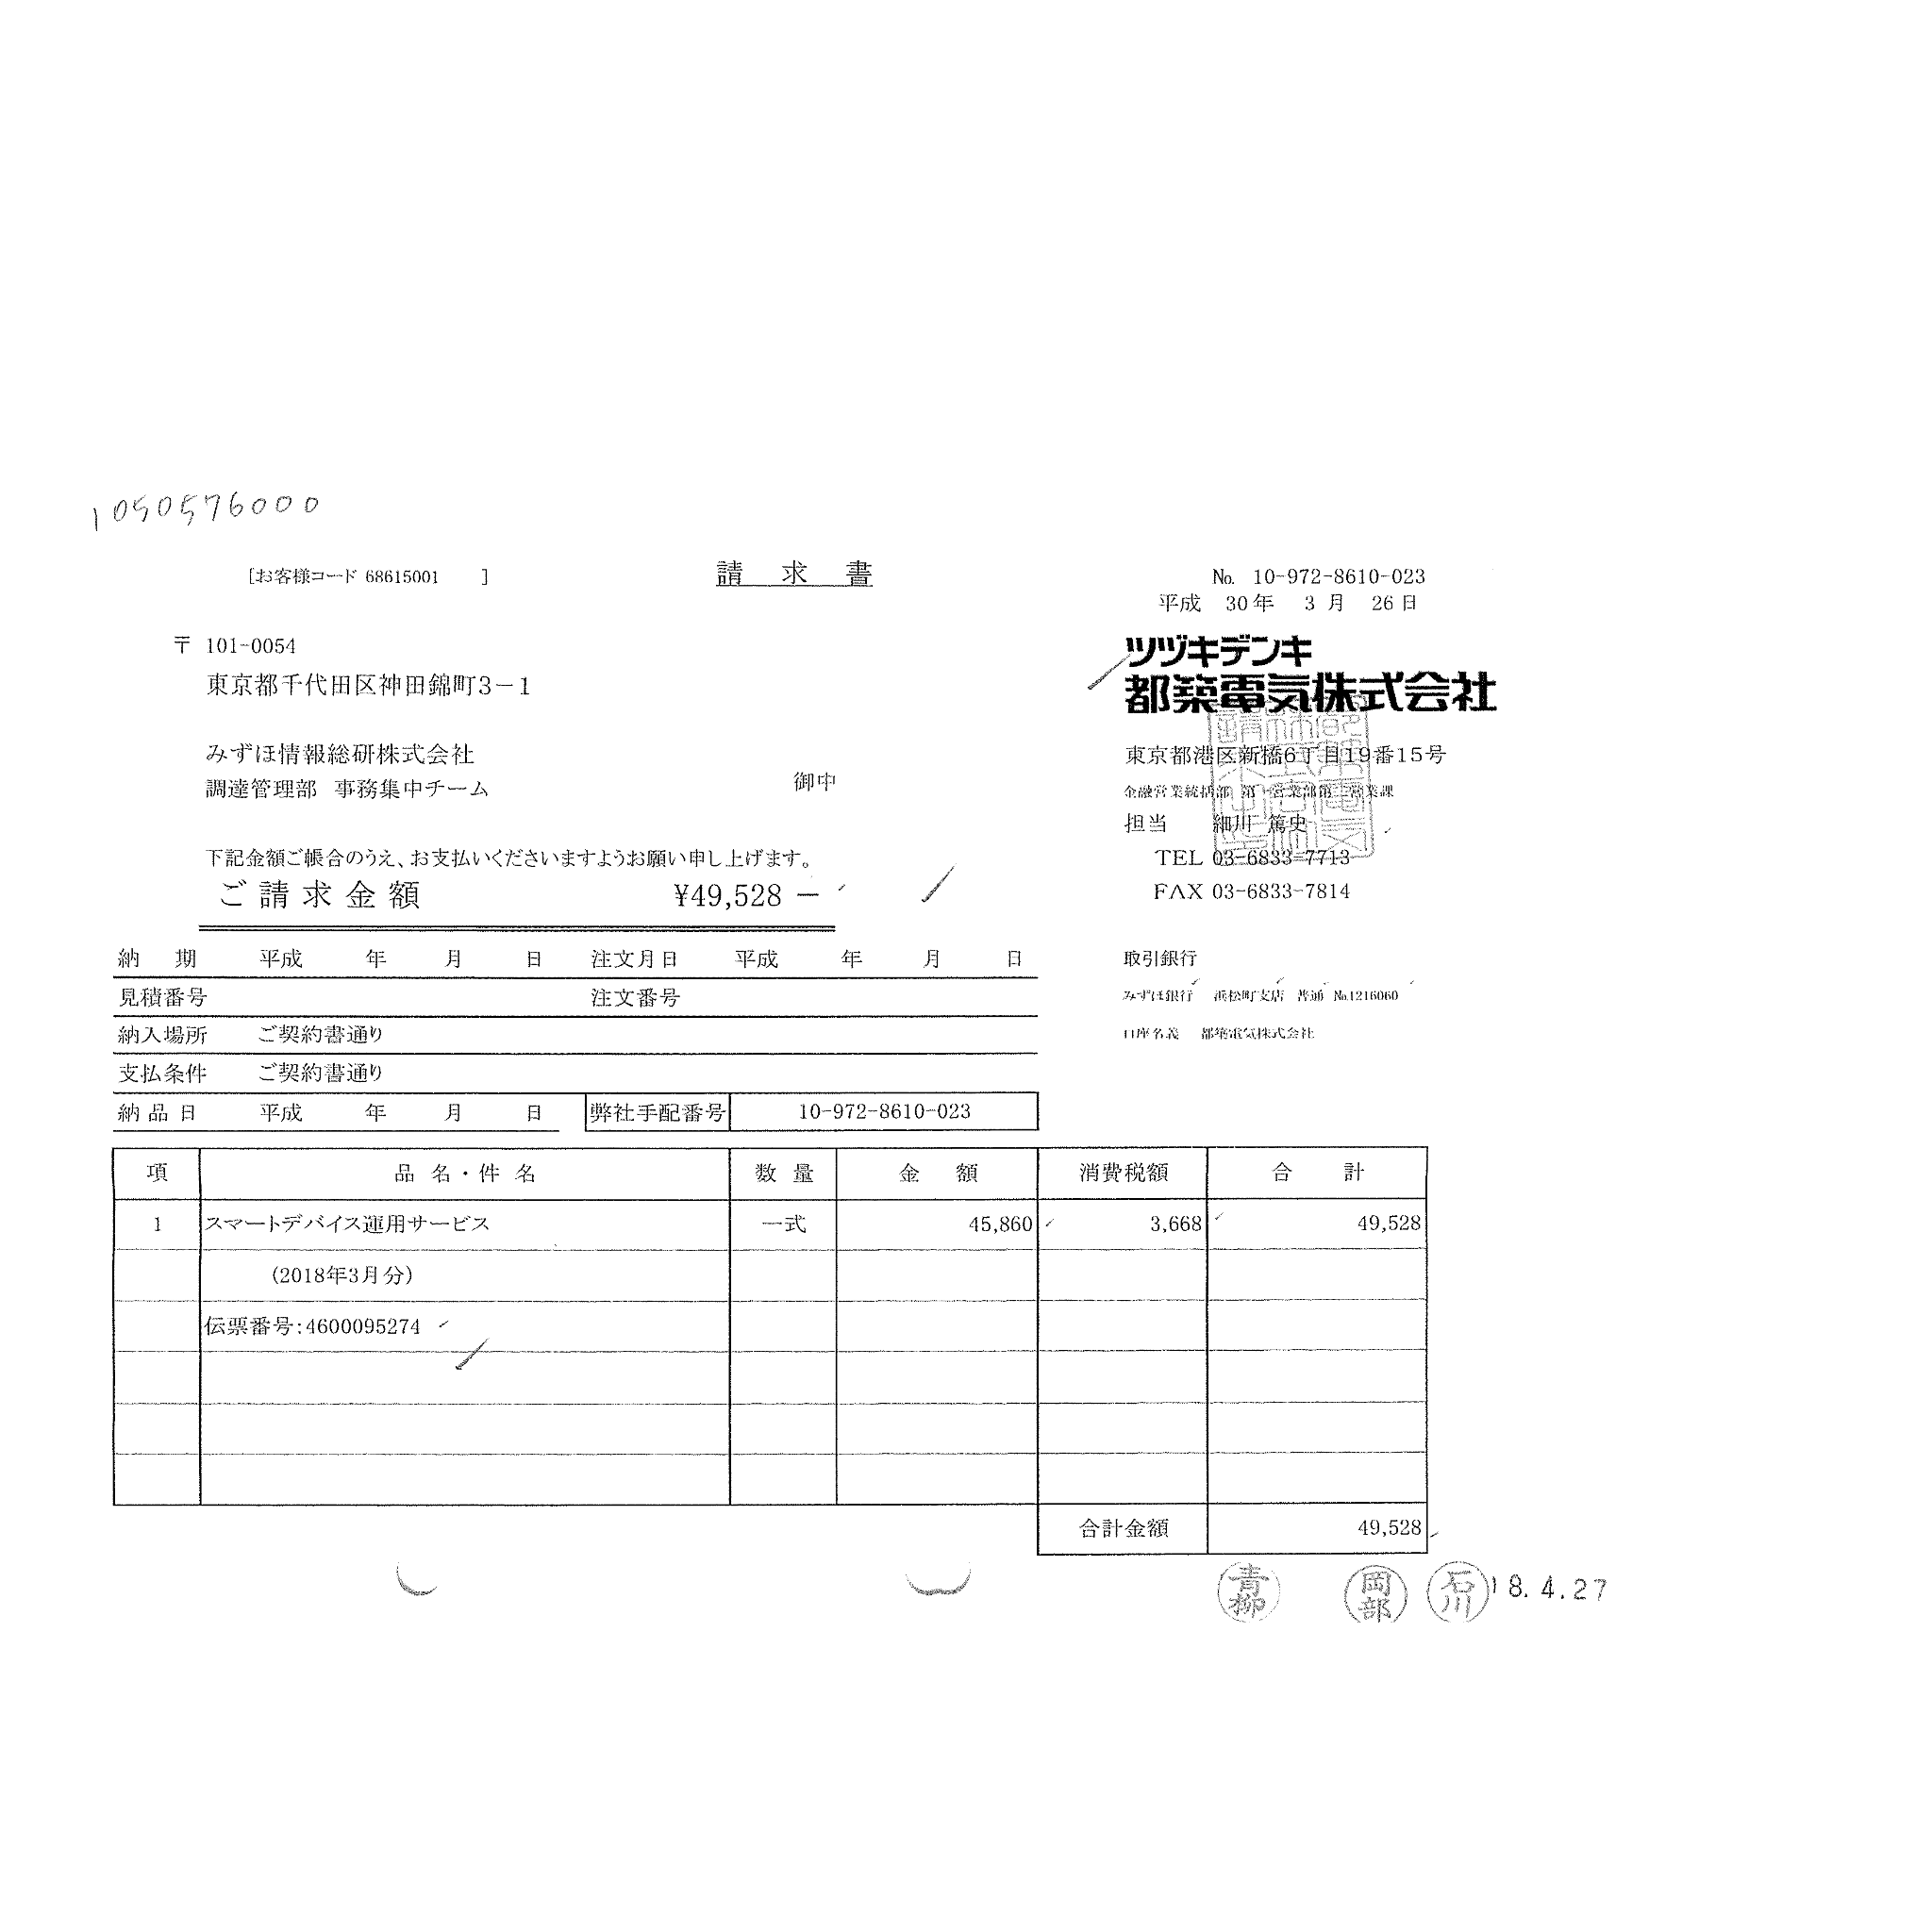 1050576000
[お客様コード 68615001 ]
請 求 書
No. 10-972-8610-023
平成 30年 3月 26日
〒 101-0054
東京都千代田区神田錦町3-1
みずほ情報総研株式会社
調達管理部 事務集中チーム 御中
ツヅキデンキ
都築電気株式会社
東京都港区新橋6丁目19番15号
金融営業統括部 第 営業部第 営業課
担当 細川 篤史
TEL 03-6833-7713
FAX 03-6833-7814
下記金額ご帳合のうえ、お支払いくださいますようお願い申し上げます。
ご請求金額 ¥49,528-
納 期 平成 年 月 日 注文月日 平成 年 月 日
見積番号 注文番号
納入場所 ご契約書通り
支払条件 ご契約書通り
納品日 平成 年 月 日 弊社手配番号 10-972-8610-023
取引銀行
みずほ銀行 浜松町支店 普通 No.1216060
口座名義 都築電気株式会社
項 品名・件名 数量 金額 消費税額 合計
1 スマートデバイス運用サービス 一式 45,860 3,668 49,528
(2018年3月分)
伝票番号:4600095274
合計金額 49,528
青柳 岡部 石川 18.4.27